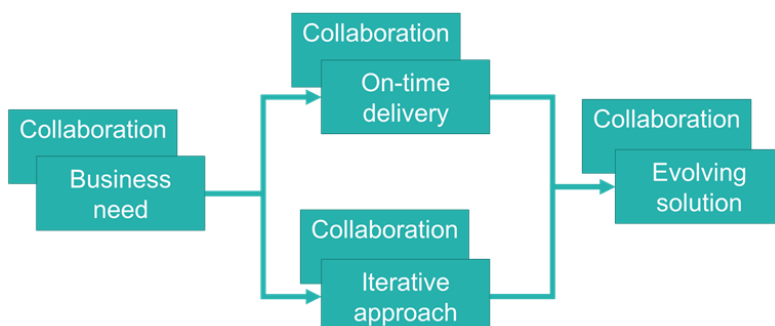 Collaboration
Business
need
Collaboration
On-time
delivery
Collaboration
Iterative
approach
Collaboration
Evolving
solution